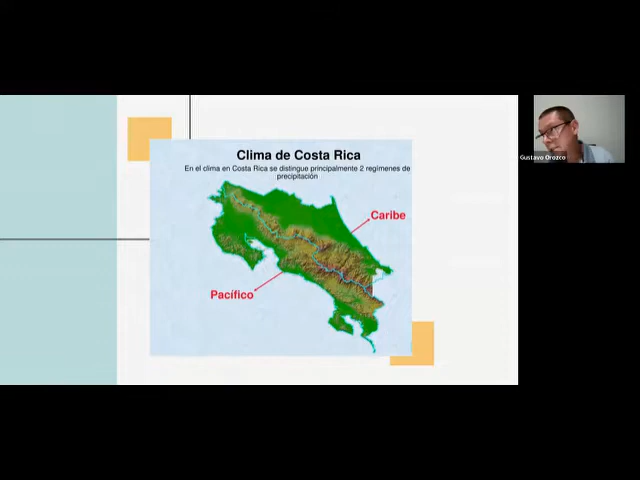 Clima de Costa Rica
En el clima en Costa Rica se distingue principalmente 2 regímenes de
precipitación
Caribe
Pacífico
Gustavo Orozco